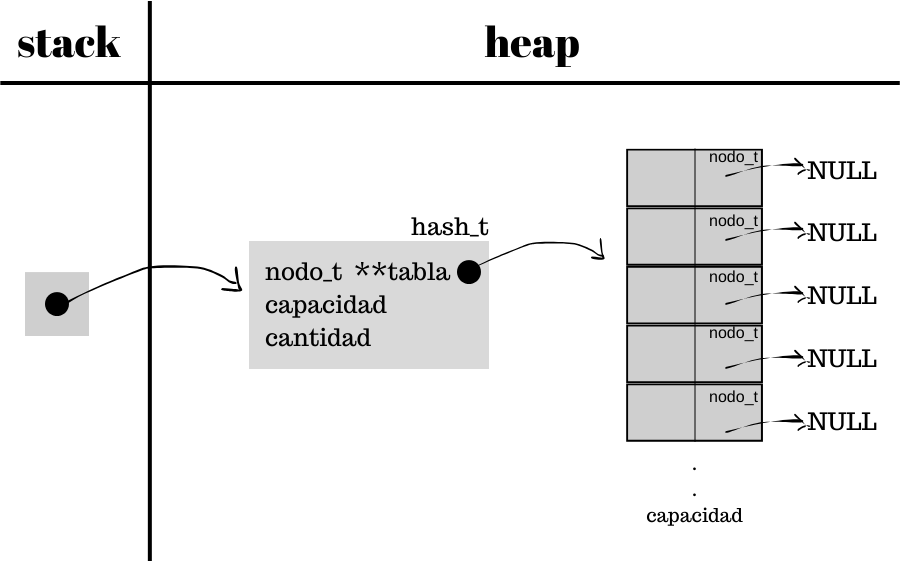 stack
heap
hash_t
nodo_t **tabla
capacidad
cantidad
nodo_t
NULL
nodo_t
NULL
nodo_t
NULL
nodo_t
NULL
nodo_t
NULL
.
.
capacidad